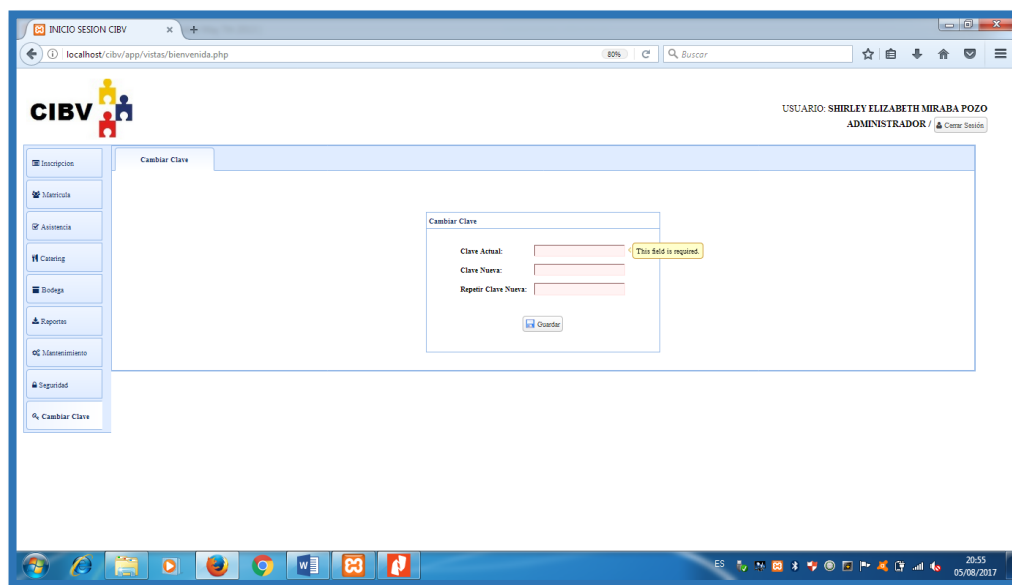 INICIO SESION CIBV
localhost/cibv/app/vistas/bienvenida.php
80%
Buscar
CIBV
USUARIO: SHIRLEY ELIZABETH MIRABA POZO
ADMINISTRADOR / Cerrar Sesión
Inscripcion
Cambiar Clave
Matricula
Asistencia
Catering
Bodega
Reportes
Mantenimiento
Seguridad
Cambiar Clave
Cambiar Clave
Clave Actual:
This field is required.
Clave Nueva:
Repetir Clave Nueva:
Guardar
ES
20:55
05/08/2017